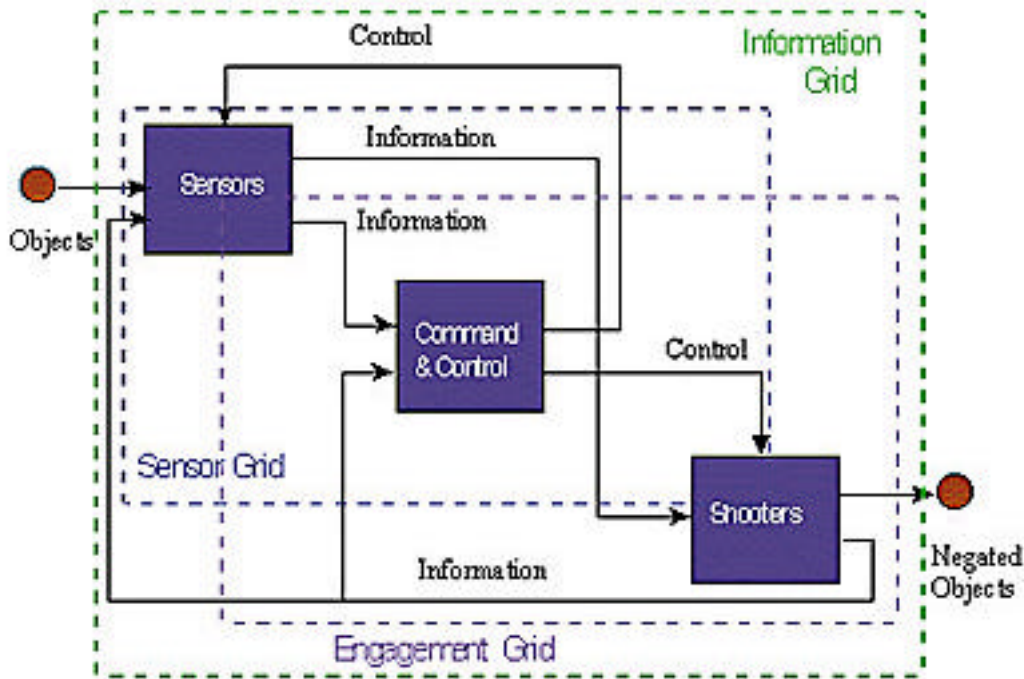 Control
Information
Grid
Information
Sensors
Information
Objects
Command
& Control
Control
Sensor Grid
Shooters
Information
Negated
Objects
Engagement Grid